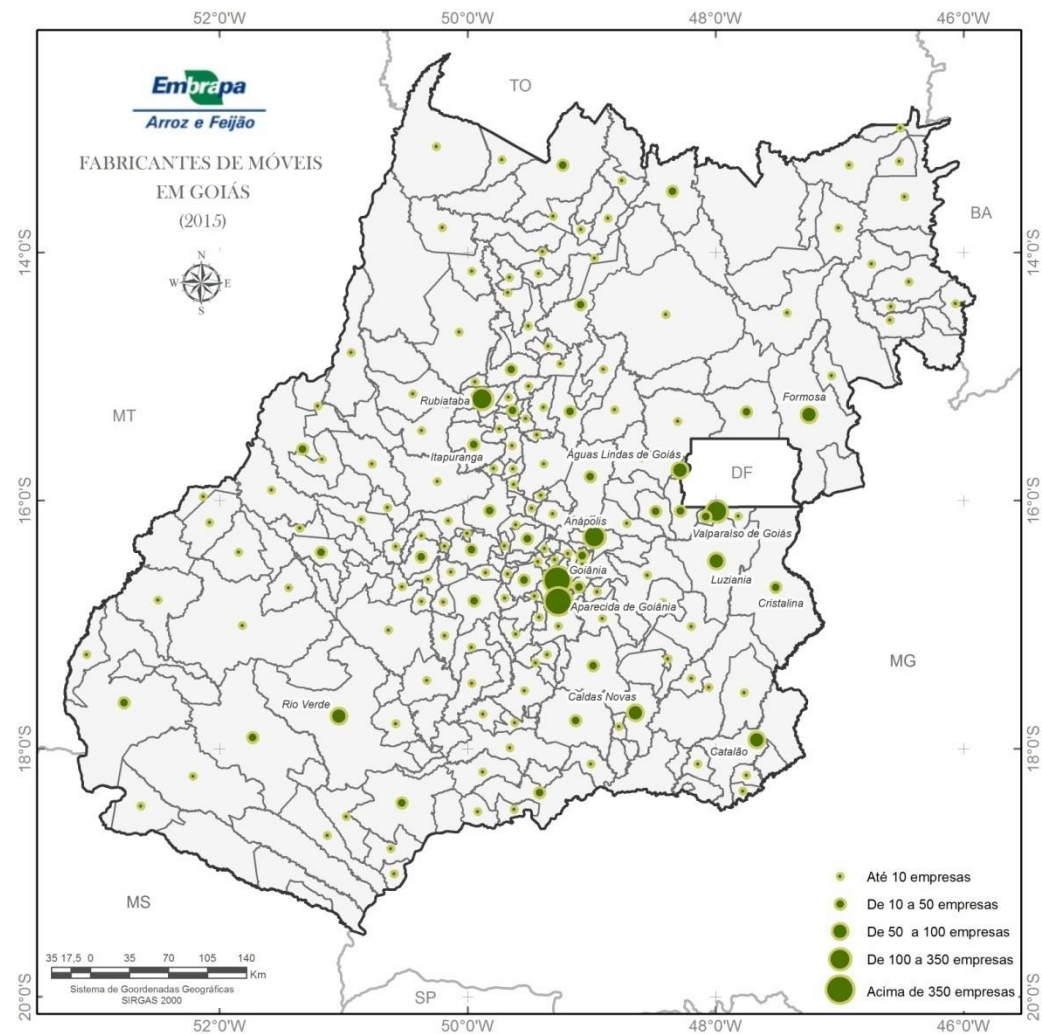 52°0'W
50°0'W
48°0'W
46°0'W
TO
Embrapa
Arroz e Feijão
FABRICANTES DE MÓVEIS
EM GOIÁS
(2015)
N
W
E
S
BA
14°0'S
14°0'S
Rubiataba
Formosa
MT
Itapuranga
Águas Lindas de Goiás
DF
16°0'S
16°0'S
Anápolis
Valparaíso de Goiás
Goiânia
Luziania
Cristalina
Aparecida de Goiânia
MG
Rio Verde
Caldas Novas
Catalão
18°0'S
18°0'S
Até 10 empresas
De 10 a 50 empresas
De 50 a 100 empresas
De 100 a 350 empresas
Acima de 350 empresas
MS
35 17,5 0 35 70 105 140
Km
Sistema de Goordenadas Geográficas
SIRGAS 2000
SP
20°0'S
20°0'S
52°0'W
50°0'W
48°0'W
46°0'W